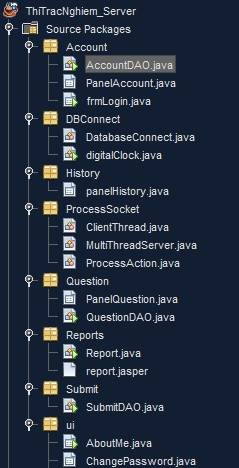 ThiTracNghiem_Server
Source Packages
Account
AccountDAO.java
PanelAccount.java
frmLogin.java
DBConnect
DatabaseConnect.java
digitalClock.java
History
panelHistory.java
ProcessSocket
ClientThread.java
MultiThreadServer.java
ProcessAction.java
Question
PanelQuestion.java
QuestionDAO.java
Reports
Report.java
report.jasper
Submit
SubmitDAO.java
ui
AboutMe.java
ChangePassword.java